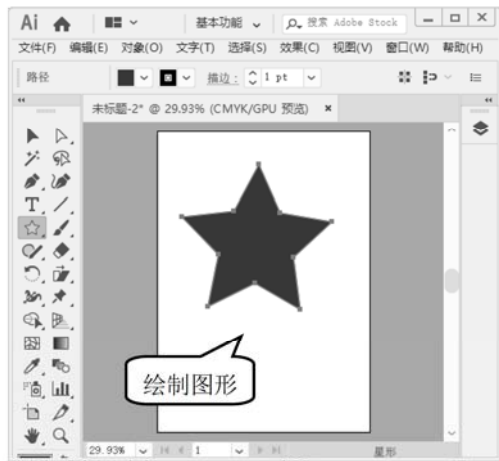 Ai 基本功能 搜索 Adobe Stock
文件(F) 编辑(E) 对象(O) 文字(T) 选择(S) 效果(C) 视图(V) 窗口(W) 帮助(H)
路径 描边: 1 pt
未标题-2* @ 29.93% (CMYK/GPU 预览) ×
绘制图形
29.93% 1 星形